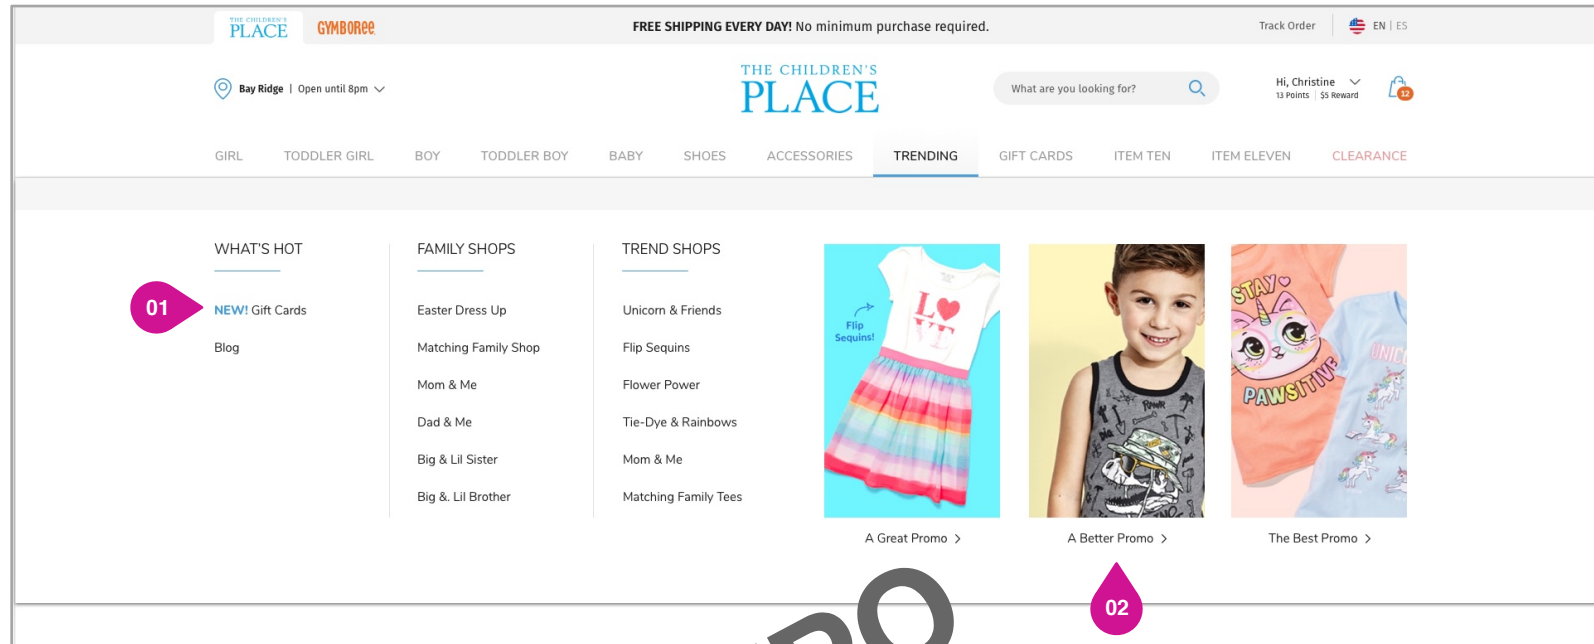 THE CHILDREN'S
PLACE
GYMBOREE
FREE SHIPPING EVERY DAY! No minimum purchase required.
Track Order
EN | ES
Bay Ridge | Open until 8pm
THE CHILDREN'S
PLACE
What are you looking for?
Hi, Christine
13 Points | $5 Reward
12
GIRL TODDLER GIRL BOY TODDLER BOY BABY SHOES ACCESSORIES TRENDING GIFT CARDS ITEM TEN ITEM ELEVEN CLEARANCE
WHAT'S HOT
01
NEW! Gift Cards
Blog
FAMILY SHOPS
Easter Dress Up
Matching Family Shop
Mom & Me
Dad & Me
Big & Lil Sister
Big &. Lil Brother
TREND SHOPS
Unicorn & Friends
Flip Sequins
Flower Power
Tie-Dye & Rainbows
Mom & Me
Matching Family Tees
Flip
Sequins!
LOVE
A Great Promo >
RAWR
A Better Promo >
02
STAY
PAWSITIVE
UNIC
The Best Promo >